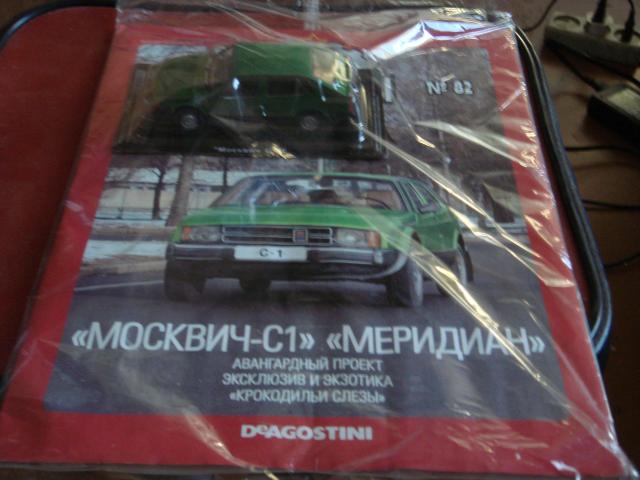 № 82
С-1
«МОСКВИЧ-С1» «МЕРИДИАН»
АВАНГАРДНЫЙ ПРОЕКТ
ЭКСКЛЮЗИВ И ЭКЗОТИКА
«КРОКОДИЛЬИ СЛЕЗЫ»
DeAGOSTINI